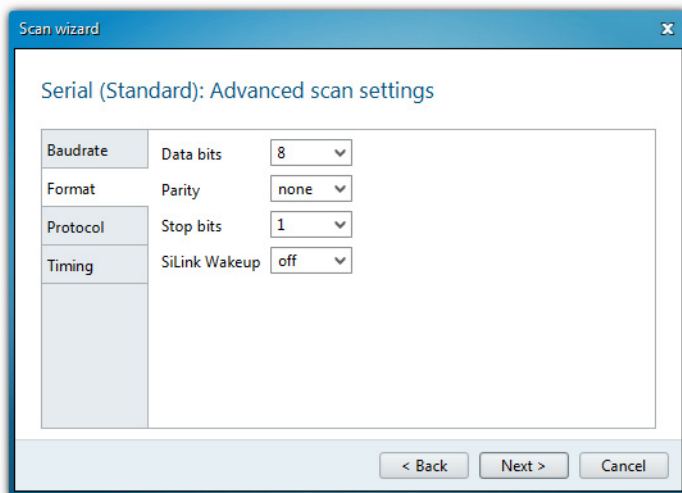 Scan wizard
Serial (Standard): Advanced scan settings
Baudrate
Format
Protocol
Timing
Data bits 8
Parity none
Stop bits 1
SiLink Wakeup off
< Back Next > Cancel